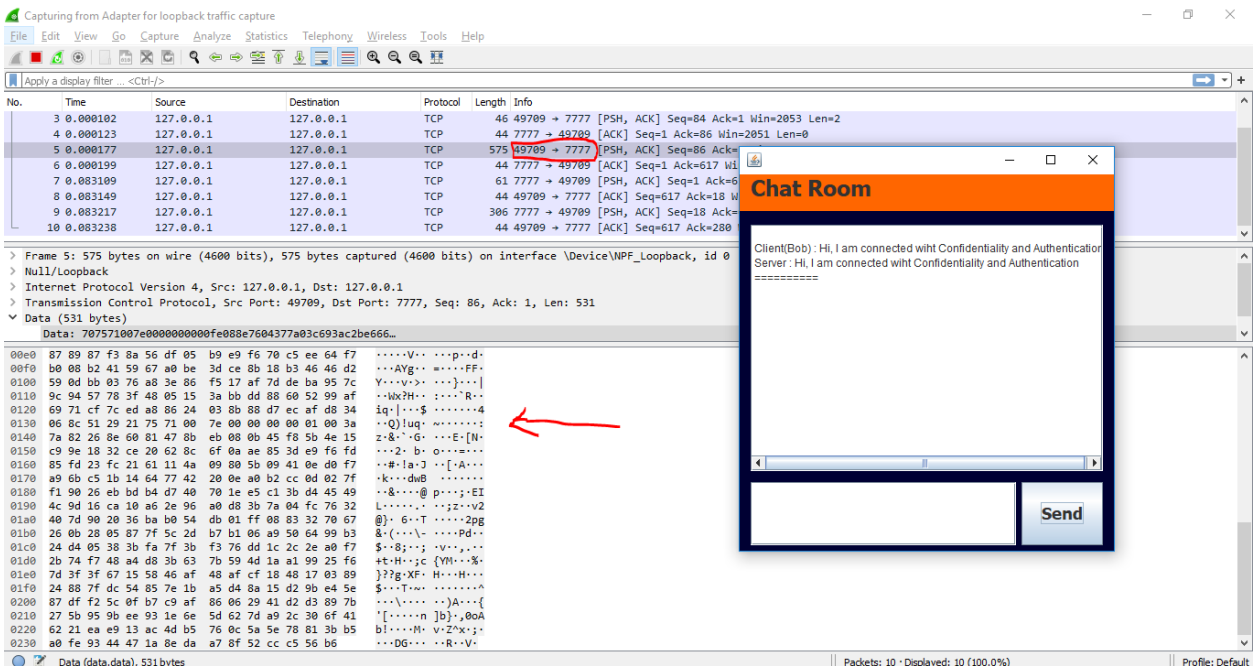 Capturing from Adapter for loopback traffic capture
File Edit View Go Capture Analyze Statistics Telephony Wireless Tools Help
Apply a display filter ... <Ctrl-/>
No. Time Source Destination Protocol Length Info
3 0.000102 127.0.0.1 127.0.0.1 TCP 46 49709 → 7777 [PSH, ACK] Seq=84 Ack=1 Win=2053 Len=2
4 0.000123 127.0.0.1 127.0.0.1 TCP 44 7777 → 49709 [ACK] Seq=1 Ack=86 Win=2051 Len=0
5 0.000177 127.0.0.1 127.0.0.1 TCP 575 49709 → 7777 [PSH, ACK] Seq=86 Ack=
6 0.000199 127.0.0.1 127.0.0.1 TCP 44 7777 → 49709 [ACK] Seq=1 Ack=617 Wi
7 0.083109 127.0.0.1 127.0.0.1 TCP 61 7777 → 49709 [PSH, ACK] Seq=1 Ack=6
8 0.083149 127.0.0.1 127.0.0.1 TCP 44 49709 → 7777 [ACK] Seq=617 Ack=18 W
9 0.083217 127.0.0.1 127.0.0.1 TCP 306 7777 → 49709 [PSH, ACK] Seq=18 Ack=
10 0.083238 127.0.0.1 127.0.0.1 TCP 44 49709 → 7777 [ACK] Seq=617 Ack=280
Frame 5: 575 bytes on wire (4600 bits), 575 bytes captured (4600 bits) on interface \Device\NPF_Loopback, id 0
Null/Loopback
Internet Protocol Version 4, Src: 127.0.0.1, Dst: 127.0.0.1
Transmission Control Protocol, Src Port: 49709, Dst Port: 7777, Seq: 86, Ack: 1, Len: 531
Data (531 bytes)
Data: 707571007e0000000000fe088e7604377a03c693ac2be666…
00e0 87 89 87 f3 8a 56 df 05 b9 e9 f6 70 c5 ee 64 f7 ·····V·· ···p··d·
00f0 b0 08 b2 41 59 67 a0 be 3d ce 8b 18 b3 46 46 d2 ···AYg·· =····FF·
0100 59 0d bb 03 76 a8 3e 86 f5 17 af 7d de ba 95 7c Y···v·>· ···}···|
0110 9c 94 57 78 3f 48 05 15 3a bb dd 88 60 52 99 af ··Wx?H·· :···`R··
0120 69 71 cf 7c ed a8 86 24 03 8b 88 d7 ec af d8 34 iq·|···$ ·······4
0130 06 8c 51 29 21 75 71 00 7e 00 00 00 00 01 00 3a ··Q)!uq· ~······:
0140 7a 82 26 8e 60 81 47 8b eb 08 0b 45 f8 5b 4e 15 z·&·`·G· ···E·[N·
0150 c9 9e 18 32 ce 20 62 8c 6f 0a ae 85 3d e9 f6 fd ···2· b· o···=···
0160 85 fd 23 fc 21 61 11 4a 09 80 5b 09 41 0e d0 f7 ··#·!a·J ··[·A···
0170 a9 6b c5 1b 14 64 77 42 20 0e a0 b2 cc 0d 02 7f ·k···dwB ·······
0180 f1 90 26 eb bd b4 d7 40 70 1e e5 c1 3b d4 45 49 ··&····@ p···;·EI
0190 4c 9d 16 ca 10 a6 2e 96 a0 d8 3b 7a 04 fc 76 32 L·····.· ··;z··v2
01a0 40 7d 90 20 36 ba b0 54 db 01 ff 08 83 32 70 67 @}· 6··T ·····2pg
01b0 26 0b 28 05 87 7f 5c 2d b7 b1 06 a9 50 64 99 b3 &·(···\- ····Pd··
01c0 24 d4 05 38 3b fa 7f 3b f3 76 dd 1c 2c 2e a0 f7 $··8;··; ·v··,.··
01d0 2b 74 f7 48 a4 d8 3b 63 7b 59 4d 1a a1 99 25 f6 +t·H··;c {YM···%·
01e0 7d 3f 3f 67 15 58 46 af 48 af cf 18 48 17 03 89 }??g·XF· H···H···
01f0 24 88 7f dc 54 85 7e 1b a5 d4 8a 15 d2 9b e4 5e $···T·~· ·······^
0200 87 df f2 5c 0f b7 c9 af 86 06 29 41 d2 d3 89 7b ···\···· ··)A···{
0210 27 5b 95 9b ee 93 1e 6e 5d 62 7d a9 2c 30 6f 41 '[·····n ]b}·,0oA
0220 62 21 ea e9 13 ac 4d b5 76 0c 5a 5e 78 81 3b b5 b!····M· v·Z^x·;·
0230 a0 fe 93 44 47 1a 8e da a7 8f 52 cc c5 56 b6 ···DG··· ··R··V·
Data (data.data), 531 bytes Packets: 10 · Displayed: 10 (100.0%) Profile: Default
Chat Room
Client(Bob) : Hi, I am connected wiht Confidentiality and Authentication
Server : Hi, I am connected wiht Confidentiality and Authentication
==========
Send